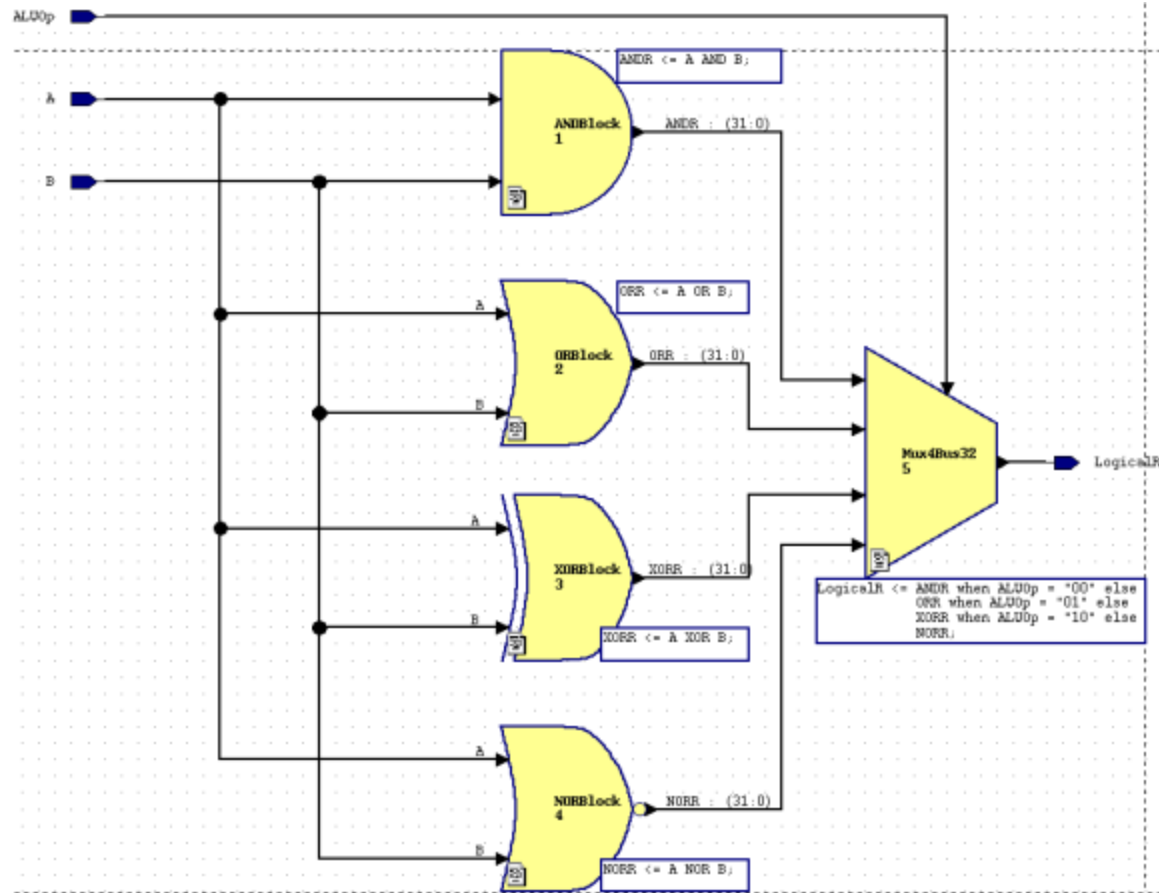 ALUOp
ANDR <= A AND B;
A
ANDBlock
1
ANDR : (31:0)
B
ORR <= A OR B;
A
ORBlock
2
ORR : (31:0)
B
Mux4Bus32
5
LogicalR
A
XORBlock
3
XORR : (31:0)
LogicalR <= ANDR when ALUOp = "00" else
ORR when ALUOp = "01" else
XORR when ALUOp = "10" else
NORR;
B
XORR <= A XOR B;
A
NORBlock
4
NORR : (31:0)
B
NORR <= A NOR B;